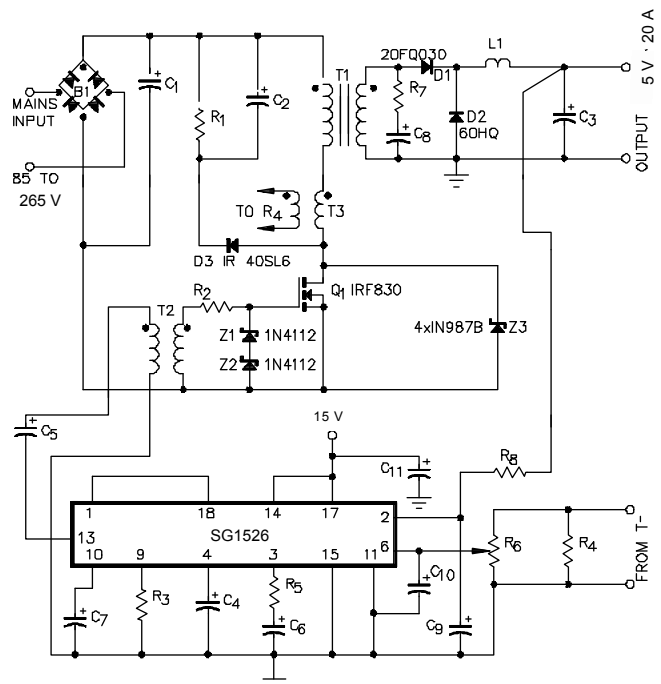 5 V · 20 A
20FQ030
L1
B1
C1
C2
T1
D1
R7
MAINS
INPUT
R1
D2
60HQ
C3
C8
OUTPUT
85 TO
265 V
TO R4
T3
D3 IR 40SL6
R2
Q1 IRF830
T2
Z1
1N4112
4xIN987B
Z3
Z2
1N4112
15 V
C5
C11
R8
1
18
14
17
2
13
SG1526
6
R6
R4
FROM T-
10
9
4
3
15
11
C10
R3
C4
R5
C7
C6
C9